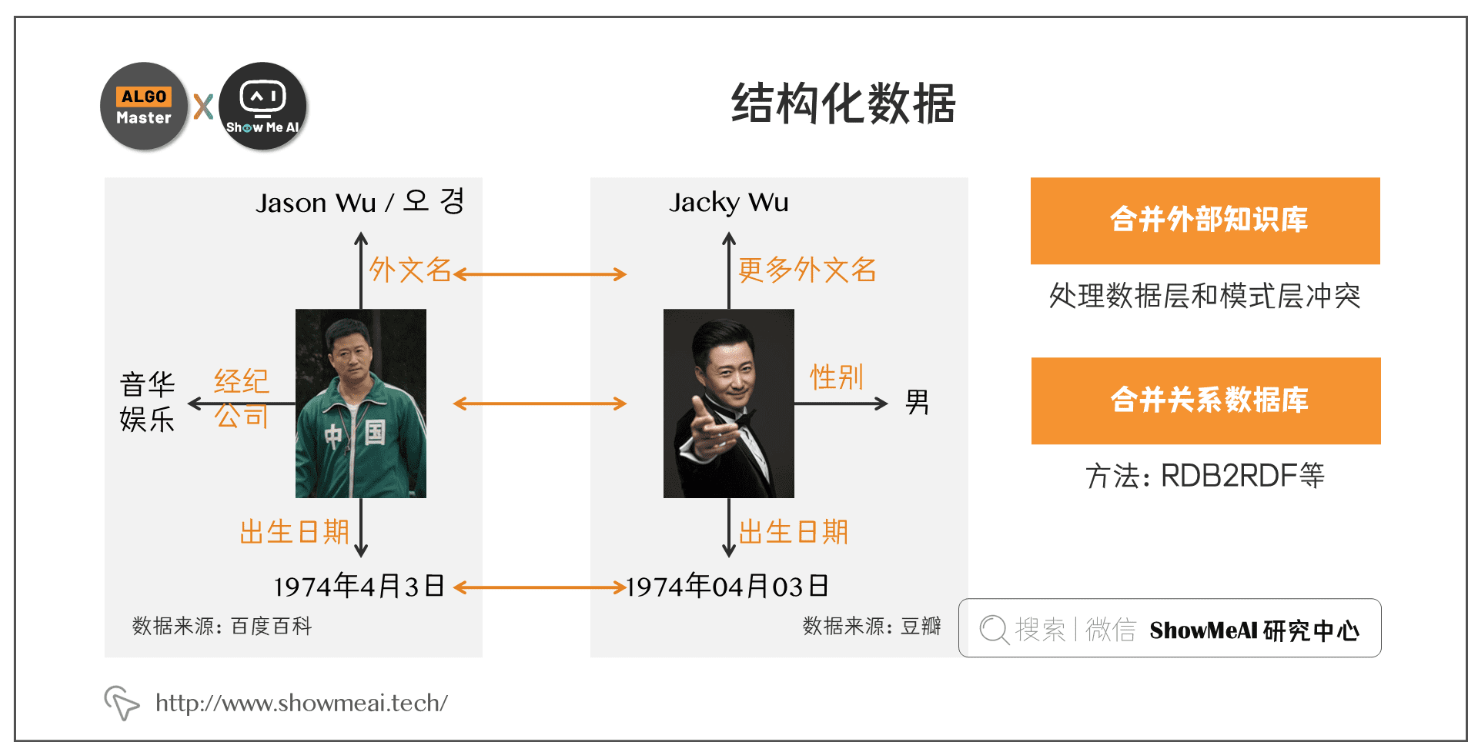 ALGO
Master
X
Show Me AI
结构化数据
Jason Wu / 오 경
外文名
经纪
公司
音华
娱乐
中国
出生日期
1974年4月3日
数据来源: 百度百科
Jacky Wu
更多外文名
性别
男
出生日期
1974年04月03日
数据来源: 豆瓣
合并外部知识库
处理数据层和模式层冲突
合并关系数据库
方法: RDB2RDF等
搜索 | 微信 ShowMeAI 研究中心
http://www.showmeai.tech/